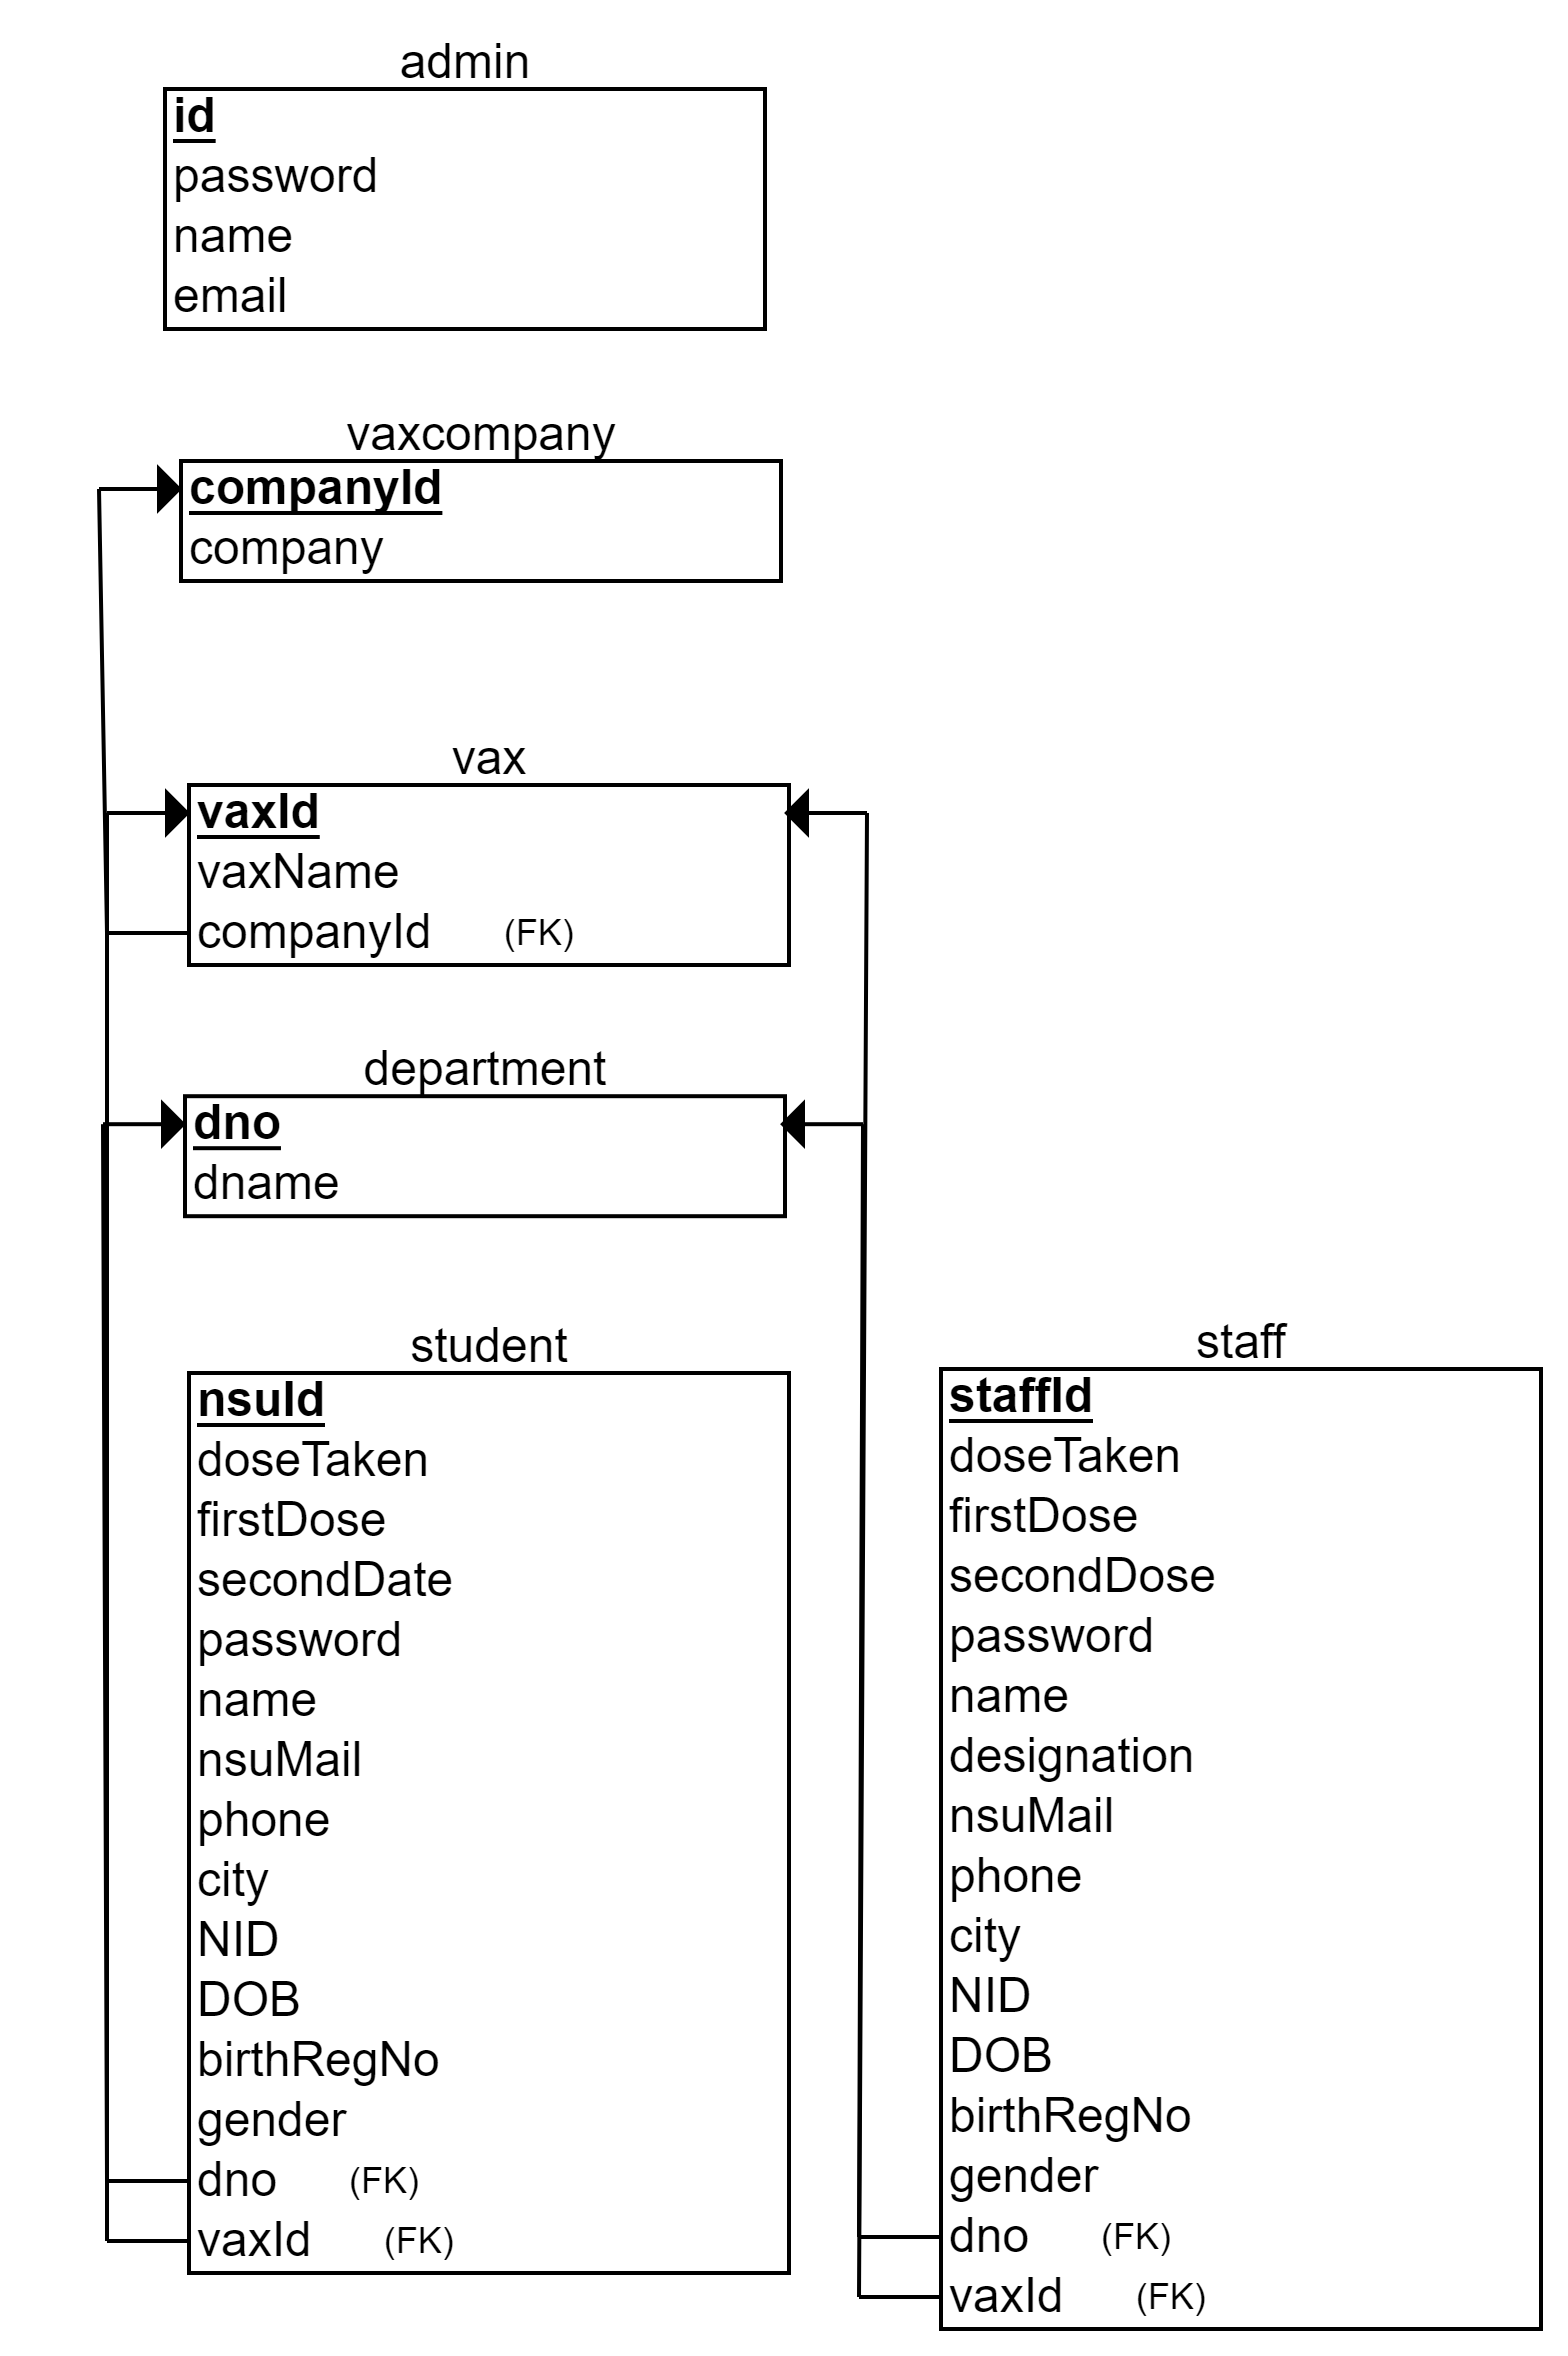 admin
id
password
name
email
vaxcompany
companyId
company
vax
vaxId
vaxName
companyId (FK)
department
dno
dname
student
nsuId
doseTaken
firstDose
secondDate
password
name
nsuMail
phone
city
NID
DOB
birthRegNo
gender
dno (FK)
vaxId (FK)
staff
staffId
doseTaken
firstDose
secondDose
password
name
designation
nsuMail
phone
city
NID
DOB
birthRegNo
gender
dno (FK)
vaxId (FK)